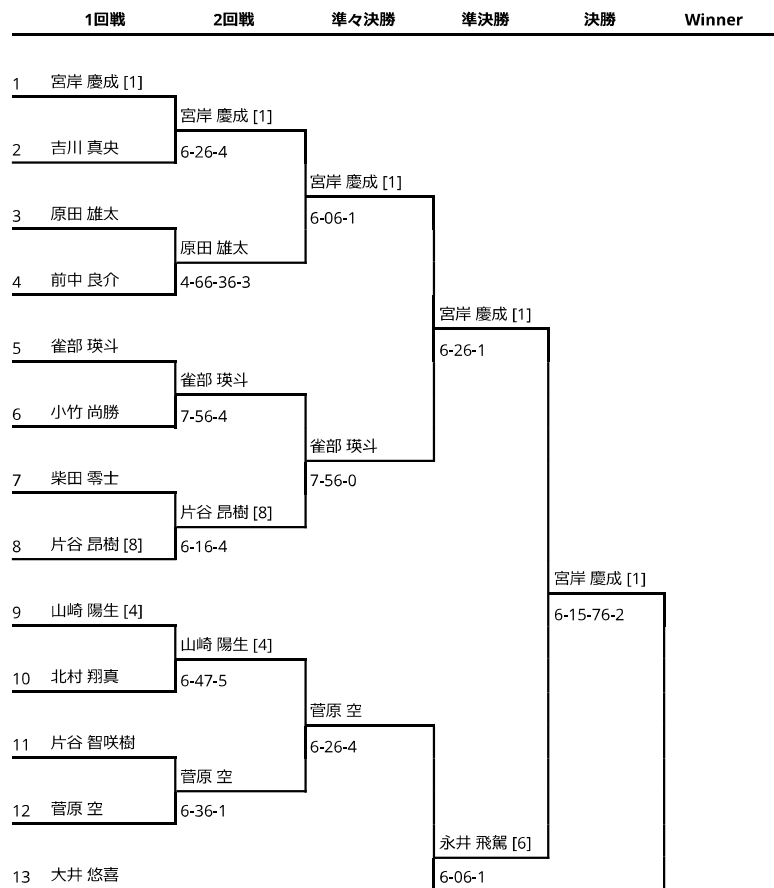 1回戦 2回戦 準々決勝 準決勝 決勝 Winner
1 宮岸 慶成 [1]
宮岸 慶成 [1]
2 吉川 真央
6-26-4
宮岸 慶成 [1]
3 原田 雄太
6-06-1
原田 雄太
4 前中 良介
4-66-36-3
宮岸 慶成 [1]
5 雀部 瑛斗
6-26-1
雀部 瑛斗
6 小竹 尚勝
7-56-4
雀部 瑛斗
7 柴田 零士
7-56-0
片谷 昂樹 [8]
8 片谷 昂樹 [8]
6-16-4
宮岸 慶成 [1]
9 山崎 陽生 [4]
6-15-76-2
山崎 陽生 [4]
10 北村 翔真
6-47-5
菅原 空
11 片谷 智咲樹
6-26-4
菅原 空
12 菅原 空
6-36-1
永井 飛駕 [6]
13 大井 悠喜
6-06-1